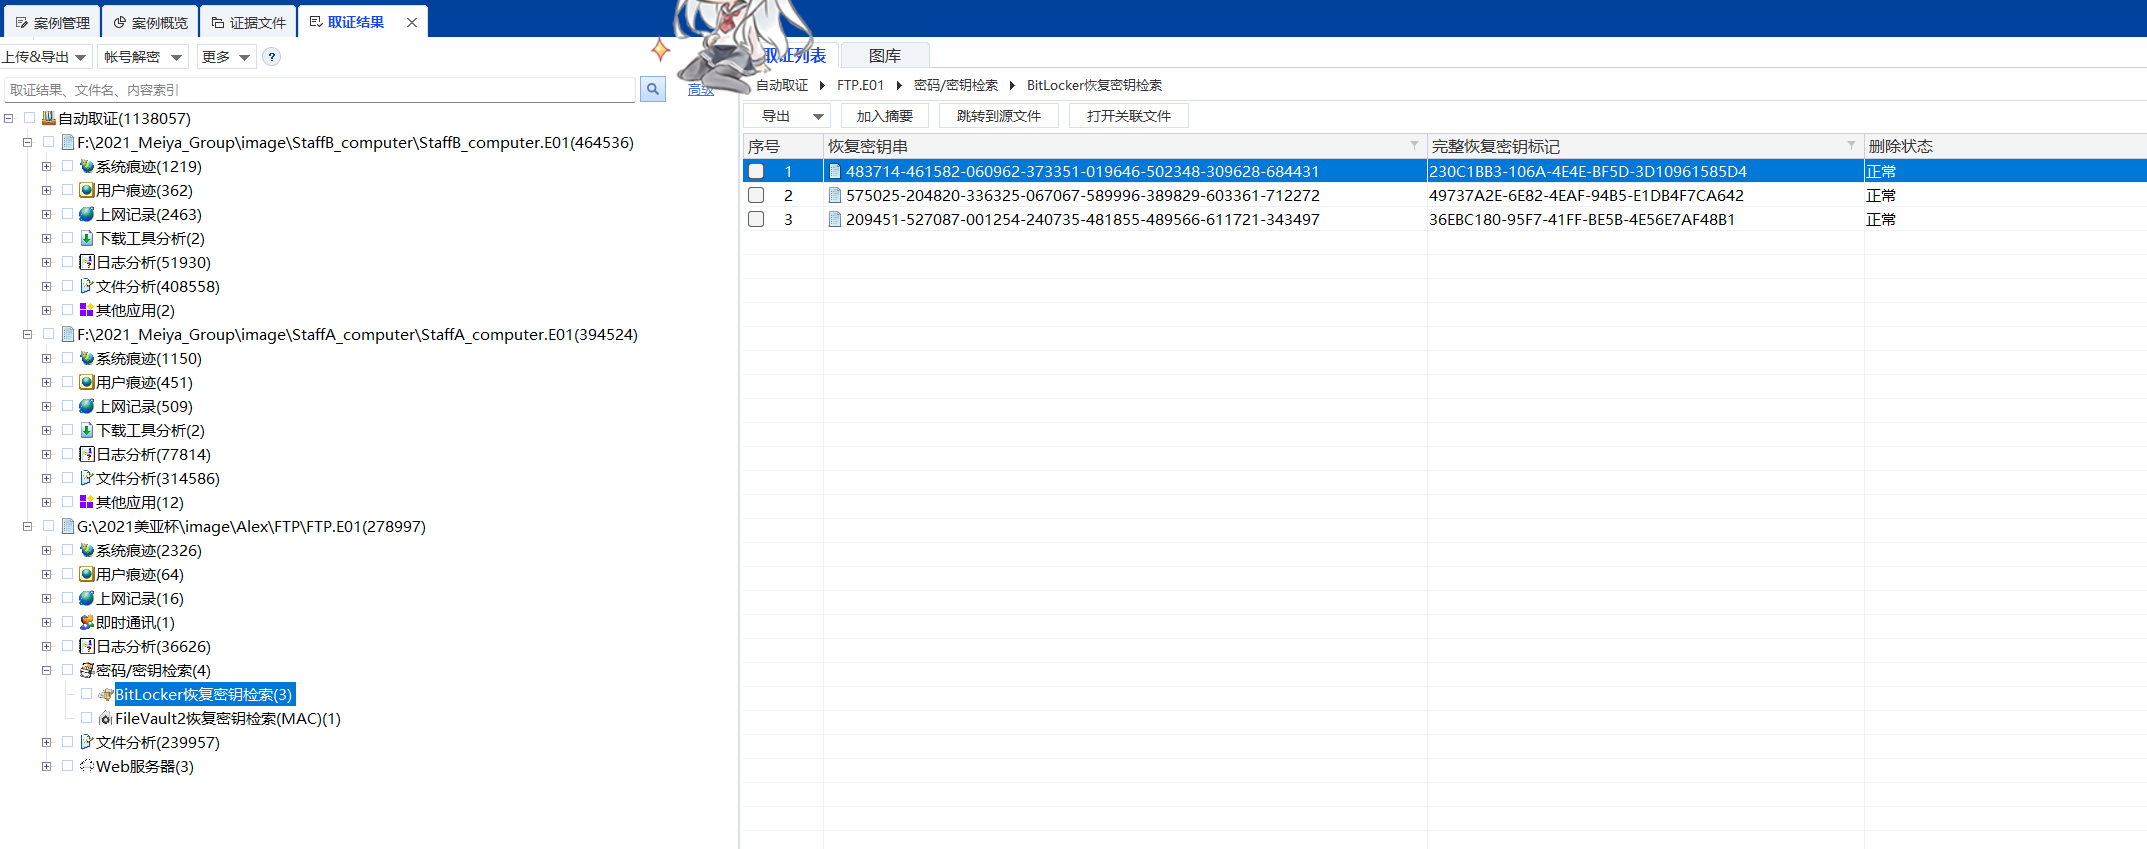 案例管理 案例概览 证据文件 取证结果
上传&导出 帐号解密 更多 ?
取证结果、文件名、内容索引 高级
自动取证(1138057)
F:\2021_Meiya_Group\image\StaffB_computer\StaffB_computer.E01(464536)
系统痕迹(1219)
用户痕迹(362)
上网记录(2463)
下载工具分析(2)
日志分析(51930)
文件分析(408558)
其他应用(2)
F:\2021_Meiya_Group\image\StaffA_computer\StaffA_computer.E01(394524)
系统痕迹(1150)
用户痕迹(451)
上网记录(509)
下载工具分析(2)
日志分析(77814)
文件分析(314586)
其他应用(12)
G:\2021美亚杯\image\Alex\FTP\FTP.E01(278997)
系统痕迹(2326)
用户痕迹(64)
上网记录(16)
即时通讯(1)
日志分析(36626)
密码/密钥检索(4)
BitLocker恢复密钥检索(3)
FileVault2恢复密钥检索(MAC)(1)
文件分析(239957)
Web服务器(3)
取证列表 图库
自动取证 FTP.E01 密码/密钥检索 BitLocker恢复密钥检索
导出 加入摘要 跳转到源文件 打开关联文件
序号 恢复密钥串 完整恢复密钥标记 删除状态
1 483714-461582-060962-373351-019646-502348-309628-684431 230C1BB3-106A-4E4E-BF5D-3D10961585D4 正常
2 575025-204820-336325-067067-589996-389829-603361-712272 49737A2E-6E82-4EAF-94B5-E1DB4F7CA642 正常
3 209451-527087-001254-240735-481855-489566-611721-343497 36EBC180-95F7-41FF-BE5B-4E56E7AF48B1 正常